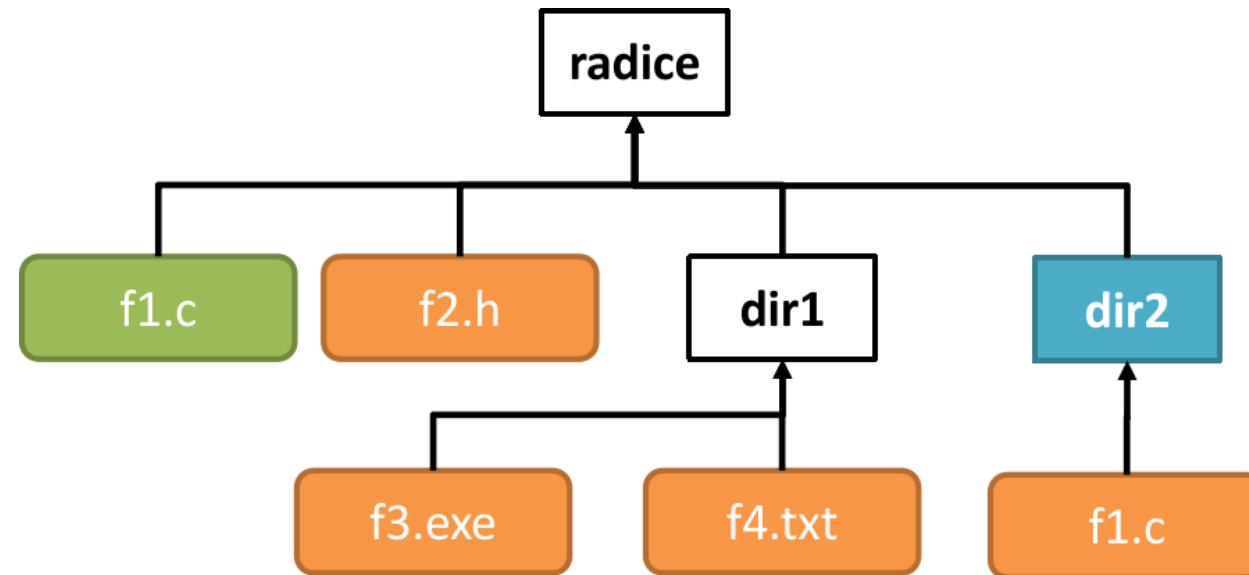 radice
f1.c
f2.h
dir1
dir2
f3.exe
f4.txt
f1.c